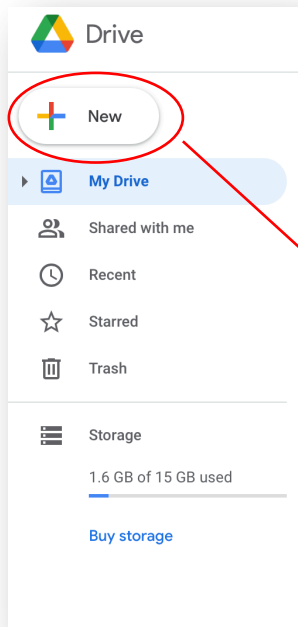 Drive
New
My Drive
Shared with me
Recent
Starred
Trash
Storage
1.6 GB of 15 GB used
Buy storage